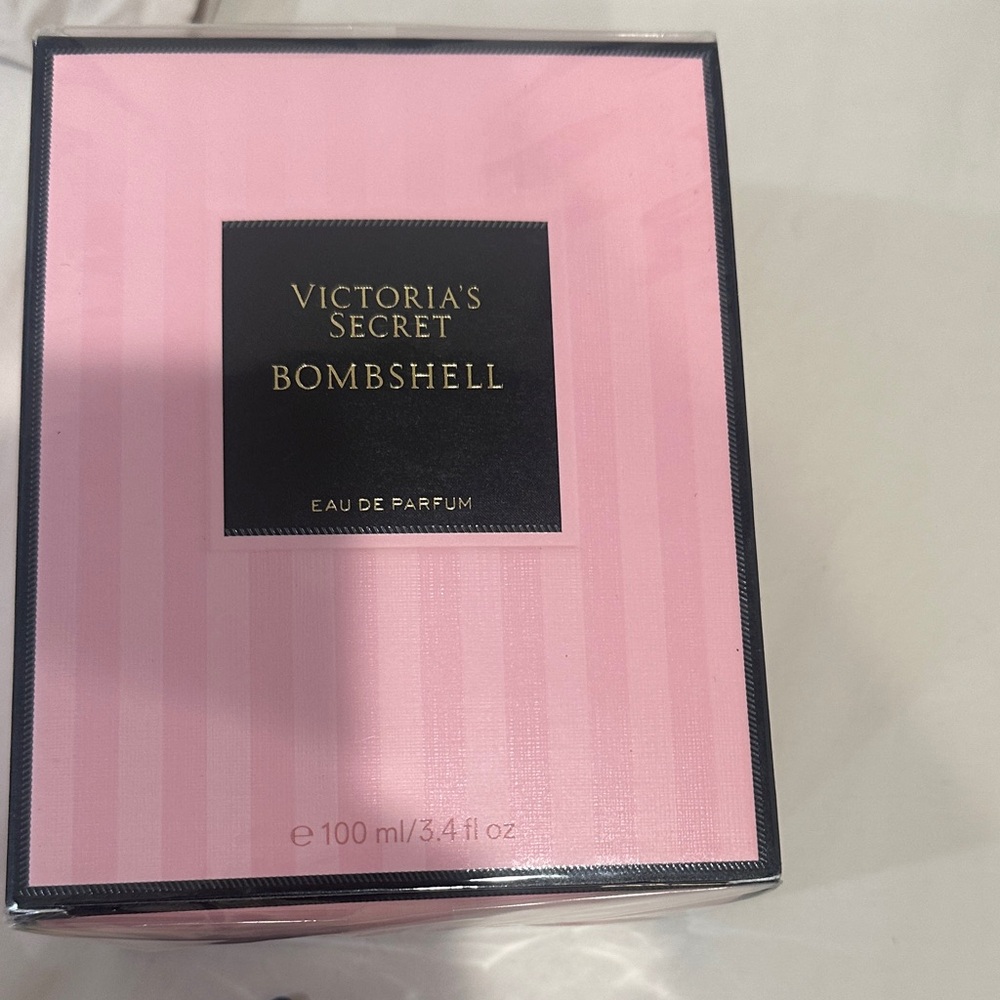 VICTORIA'S
SECRET
BOMBSHELL
EAU DE PARFUM
℮ 100 ml/3.4 fl oz